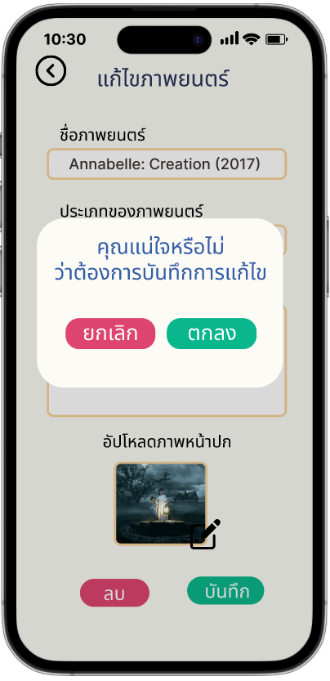 10:30
แก้ไขภาพยนตร์
ชื่อภาพยนตร์
Annabelle: Creation (2017)
ประเภทของภาพยนตร์
คุณแน่ใจหรือไม่
ว่าต้องการบันทึกการแก้ไข
ยกเลิก ตกลง
อัปโหลดภาพหน้าปก
ลบ บันทึก